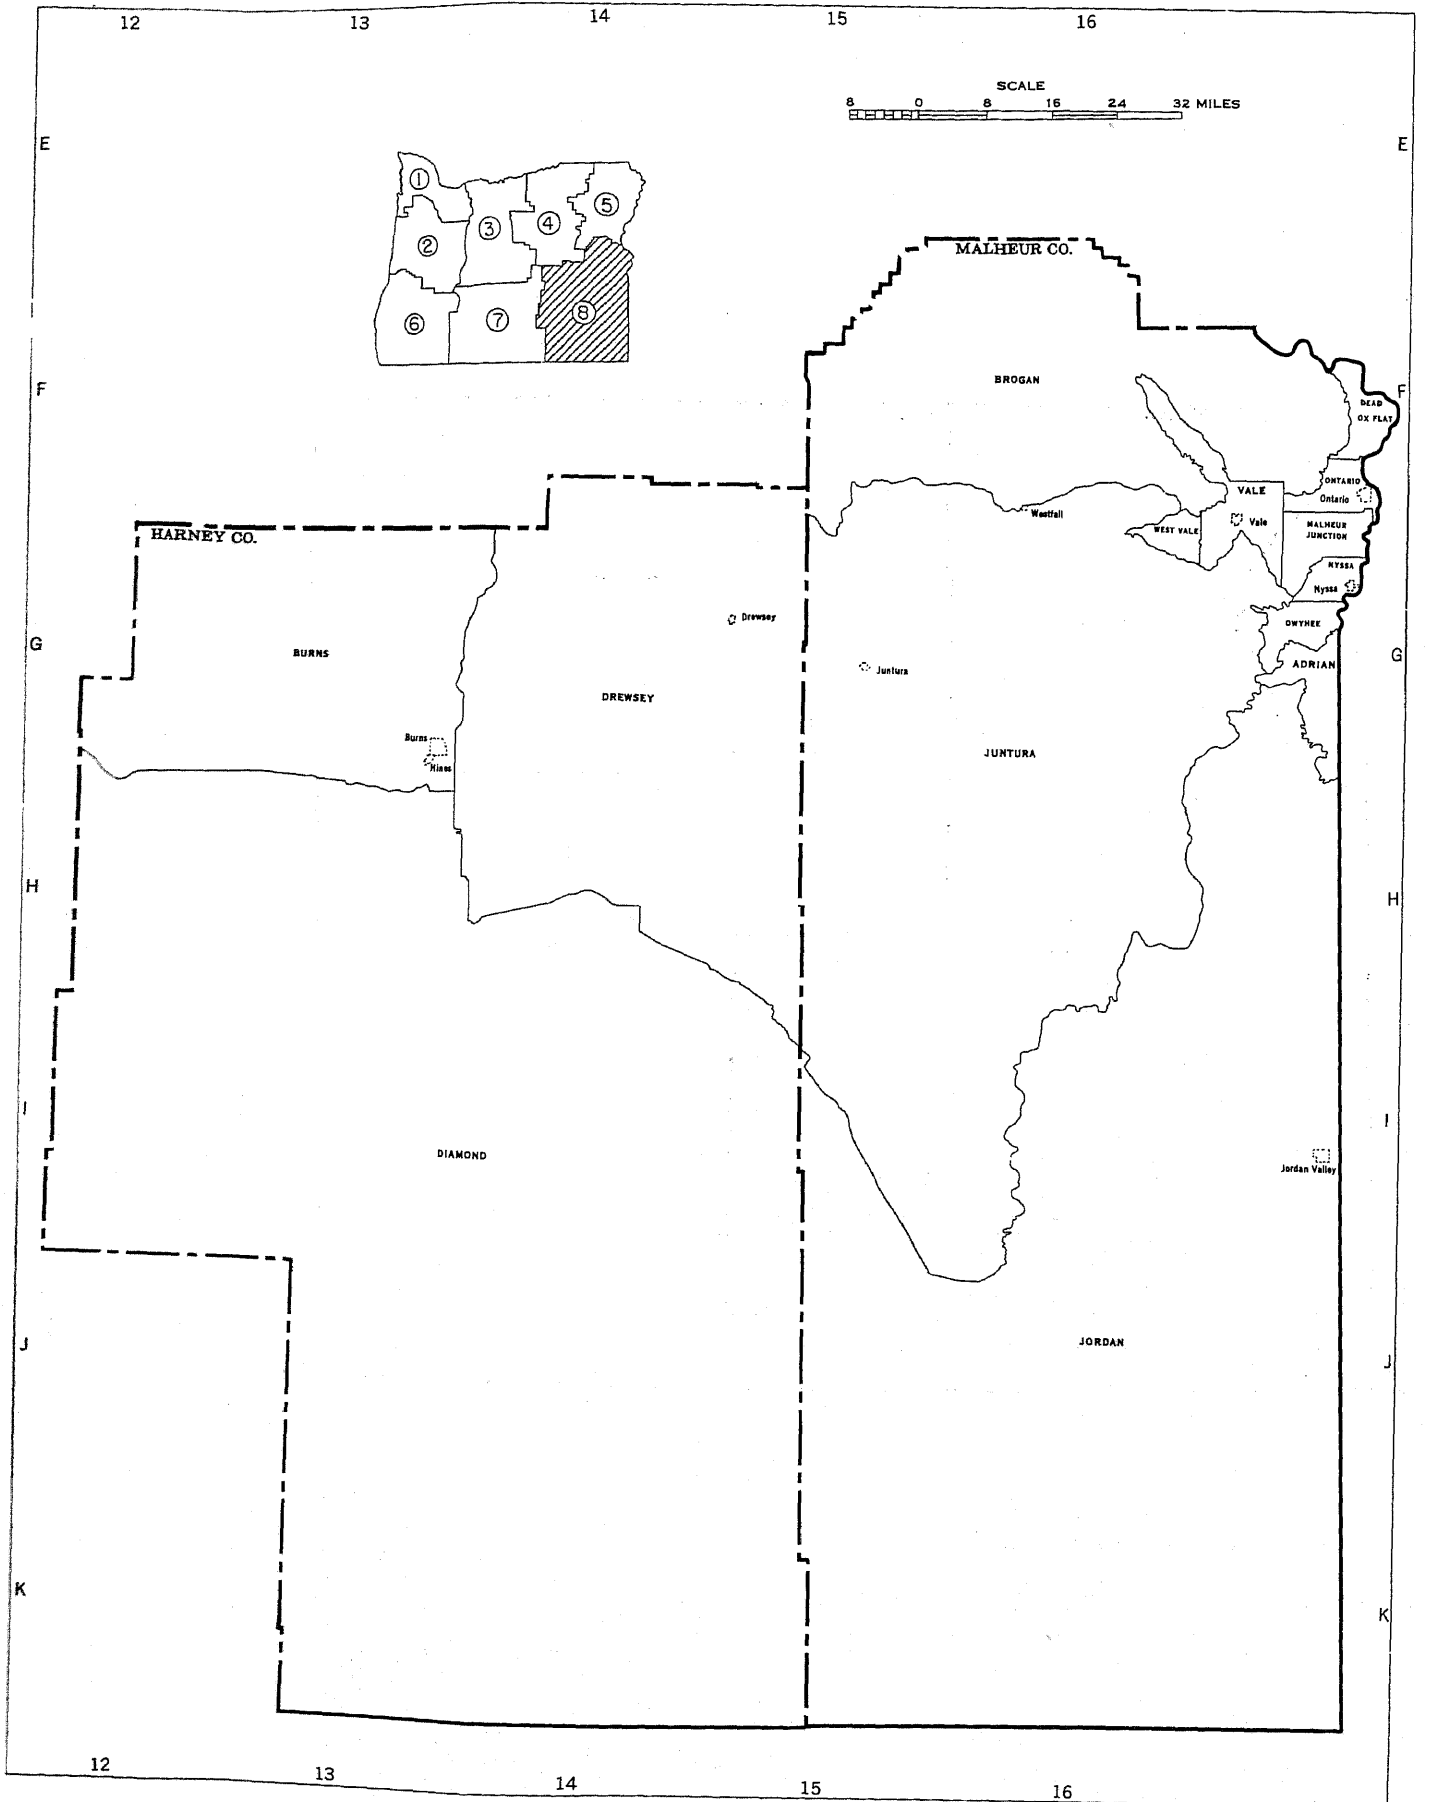 12 13 14 15 16
SCALE
8 0 8 16 24 32 MILES
E E
1
5
3
4
2
8
7
6
MALHEUR CO.
BROGAN
F F
DEAD
OX FLAT
ONTARIO
VALE
Ontario
Westfall
Vale
WEST VALE
MALHEUR
JUNCTION
HARNEY CO.
NYSSA
Nyssa
Drewsey
OWYHEE
G G
BURNS
ADRIAN
Juntura
DREWSEY
Burns
JUNTURA
Hines
H H
I I
DIAMOND
Jordan Valley
J J
JORDAN
K K
12 13 14 15 16